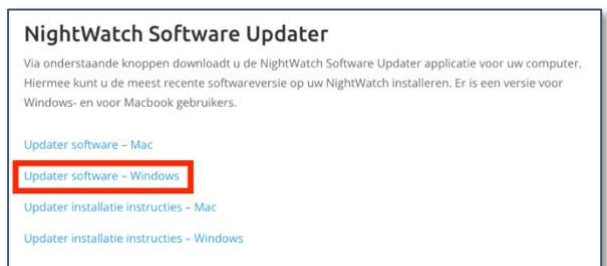 NightWatch Software Updater
Via onderstaande knoppen downloadt u de NightWatch Software Updater applicatie voor uw computer.
Hiermee kunt u de meest recente softwareversie op uw NightWatch installeren. Er is een versie voor
Windows- en voor Macbook gebruikers.
Updater software – Mac
Updater software – Windows
Updater installatie instructies – Mac
Updater installatie instructies – Windows